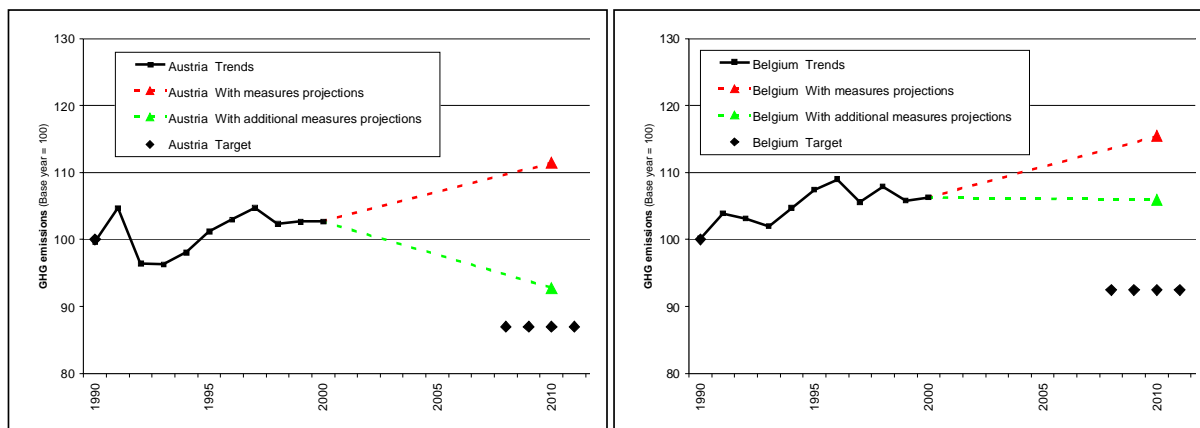 130
120
110
100
90
80
GHG emissions (Base year = 100)
Austria Trends
Austria With measures projections
Austria With additional measures projections
Austria Target
1990
1995
2000
2005
2010
130
120
110
100
90
80
GHG emissions (Base year = 100)
Belgium Trends
Belgium With measures projections
Belgium With additional measures projections
Belgium Target
1990
1995
2000
2005
2010